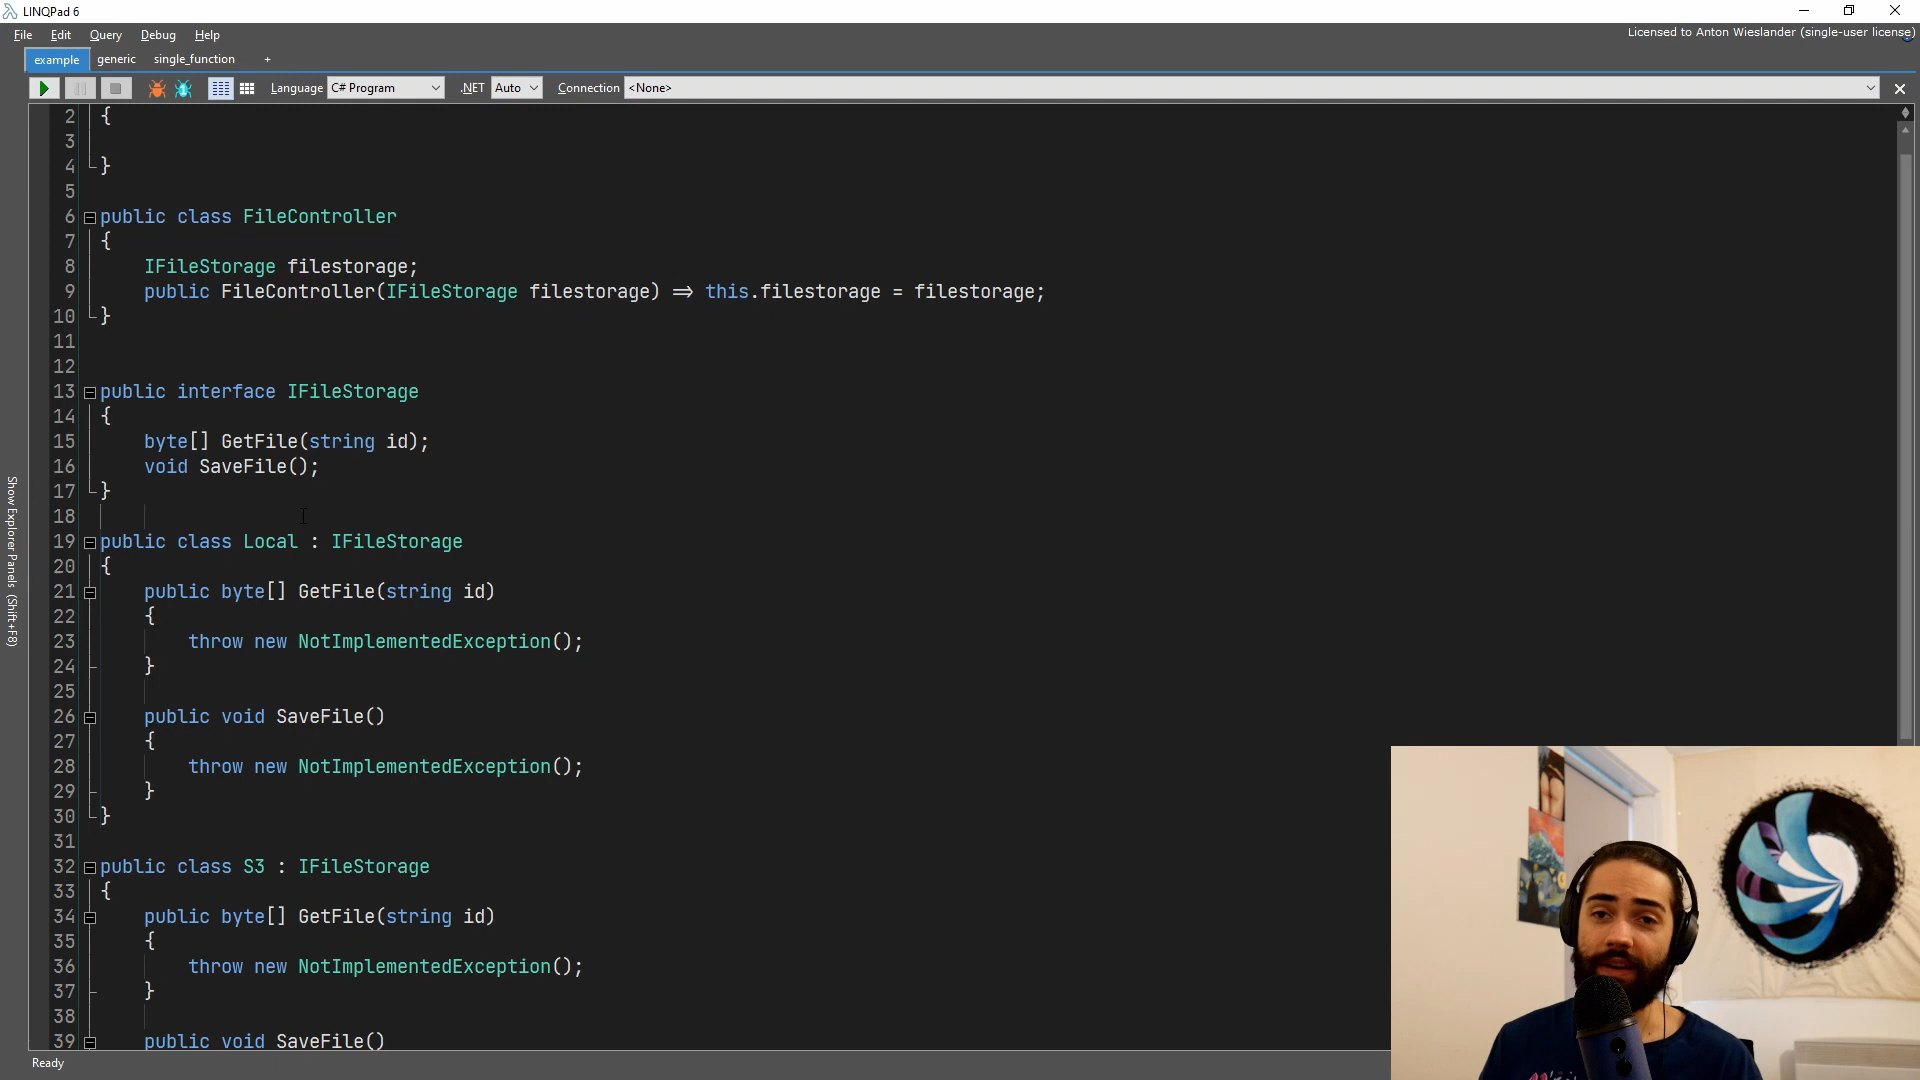 LINQPad 6
File Edit Query Debug Help
Licensed to Anton Wieslander (single-user license)
example generic single_function +
Language C# Program .NET Auto Connection <None>
2 {
3
4 }
5
6 public class FileController
7 {
8 IFileStorage filestorage;
9 public FileController(IFileStorage filestorage) => this.filestorage = filestorage;
10 }
11
12
13 public interface IFileStorage
14 {
15 byte[] GetFile(string id);
16 void SaveFile();
17 }
18
19 public class Local : IFileStorage
20 {
21 public byte[] GetFile(string id)
22 {
23 throw new NotImplementedException();
24 }
25
26 public void SaveFile()
27 {
28 throw new NotImplementedException();
29 }
30 }
31
32 public class S3 : IFileStorage
33 {
34 public byte[] GetFile(string id)
35 {
36 throw new NotImplementedException();
37 }
38
39 public void SaveFile()
Show Explorer Panels (Shift+F8)
Ready